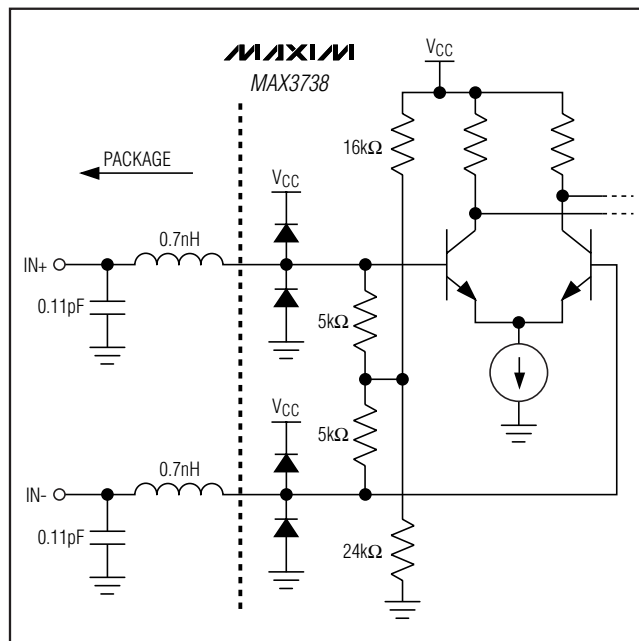 MAXIM
MAX3738
VCC
16kΩ
PACKAGE
VCC
0.7nH
IN+
5kΩ
0.11pF
VCC
5kΩ
0.7nH
IN-
0.11pF
24kΩ